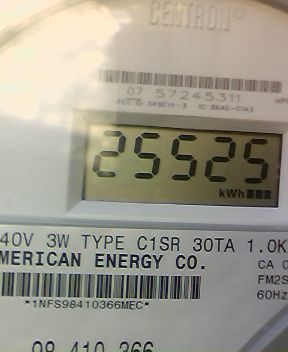 CENTRON®
07 57245311
25525
kWh
40V 3W TYPE C1SR 30TA 1.0K
MERICAN ENERGY CO.
CA 0
FM2S
60Hz
*1NFS98410366MEC*
98 410 366